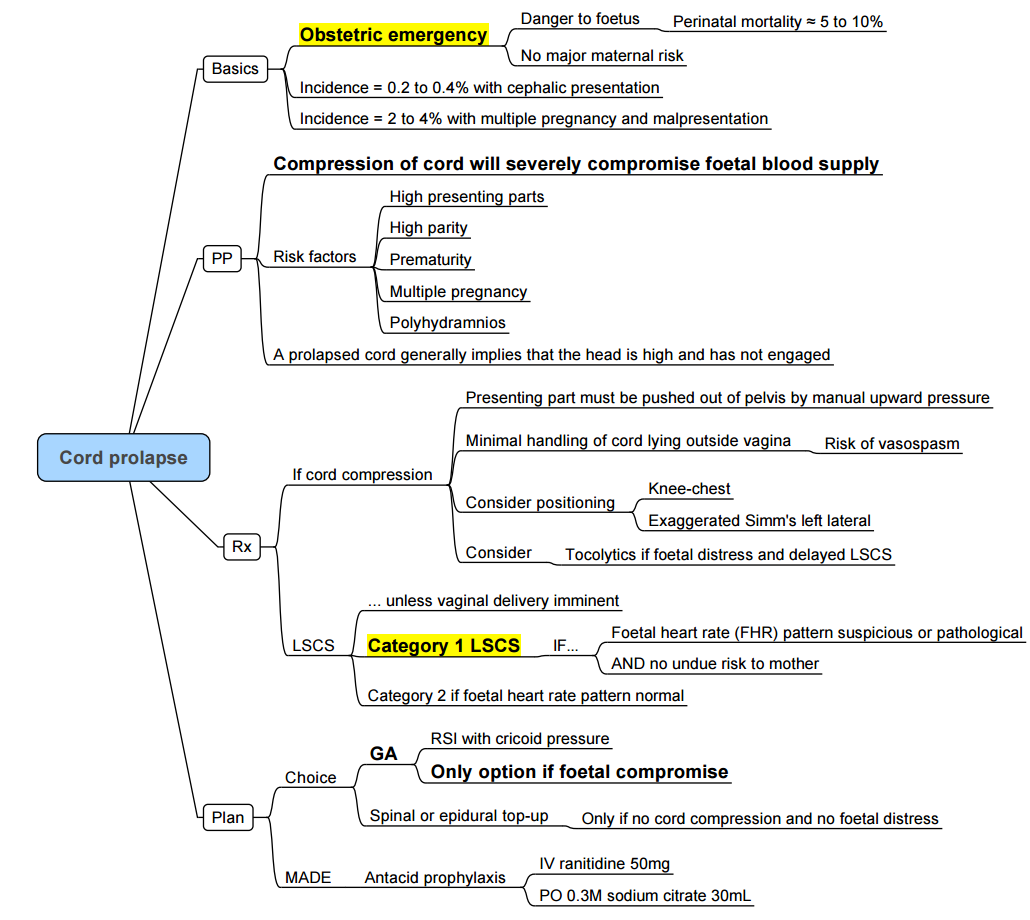 Cord prolapse
Basics
Obstetric emergency
Danger to foetus
Perinatal mortality ≈ 5 to 10%
No major maternal risk
Incidence = 0.2 to 0.4% with cephalic presentation
Incidence = 2 to 4% with multiple pregnancy and malpresentation
PP
Compression of cord will severely compromise foetal blood supply
Risk factors
High presenting parts
High parity
Prematurity
Multiple pregnancy
Polyhydramnios
A prolapsed cord generally implies that the head is high and has not engaged
Rx
If cord compression
Presenting part must be pushed out of pelvis by manual upward pressure
Minimal handling of cord lying outside vagina
Risk of vasospasm
Consider positioning
Knee-chest
Exaggerated Simm's left lateral
Consider
Tocolytics if foetal distress and delayed LSCS
LSCS
... unless vaginal delivery imminent
Category 1 LSCS
IF...
Foetal heart rate (FHR) pattern suspicious or pathological
AND no undue risk to mother
Category 2 if foetal heart rate pattern normal
Plan
Choice
GA
RSI with cricoid pressure
Only option if foetal compromise
Spinal or epidural top-up
Only if no cord compression and no foetal distress
MADE
Antacid prophylaxis
IV ranitidine 50mg
PO 0.3M sodium citrate 30mL